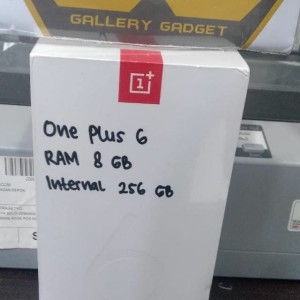 GALLERY GADGET
1+
One Plus 6
RAM 8 GB
Internal 256 GB